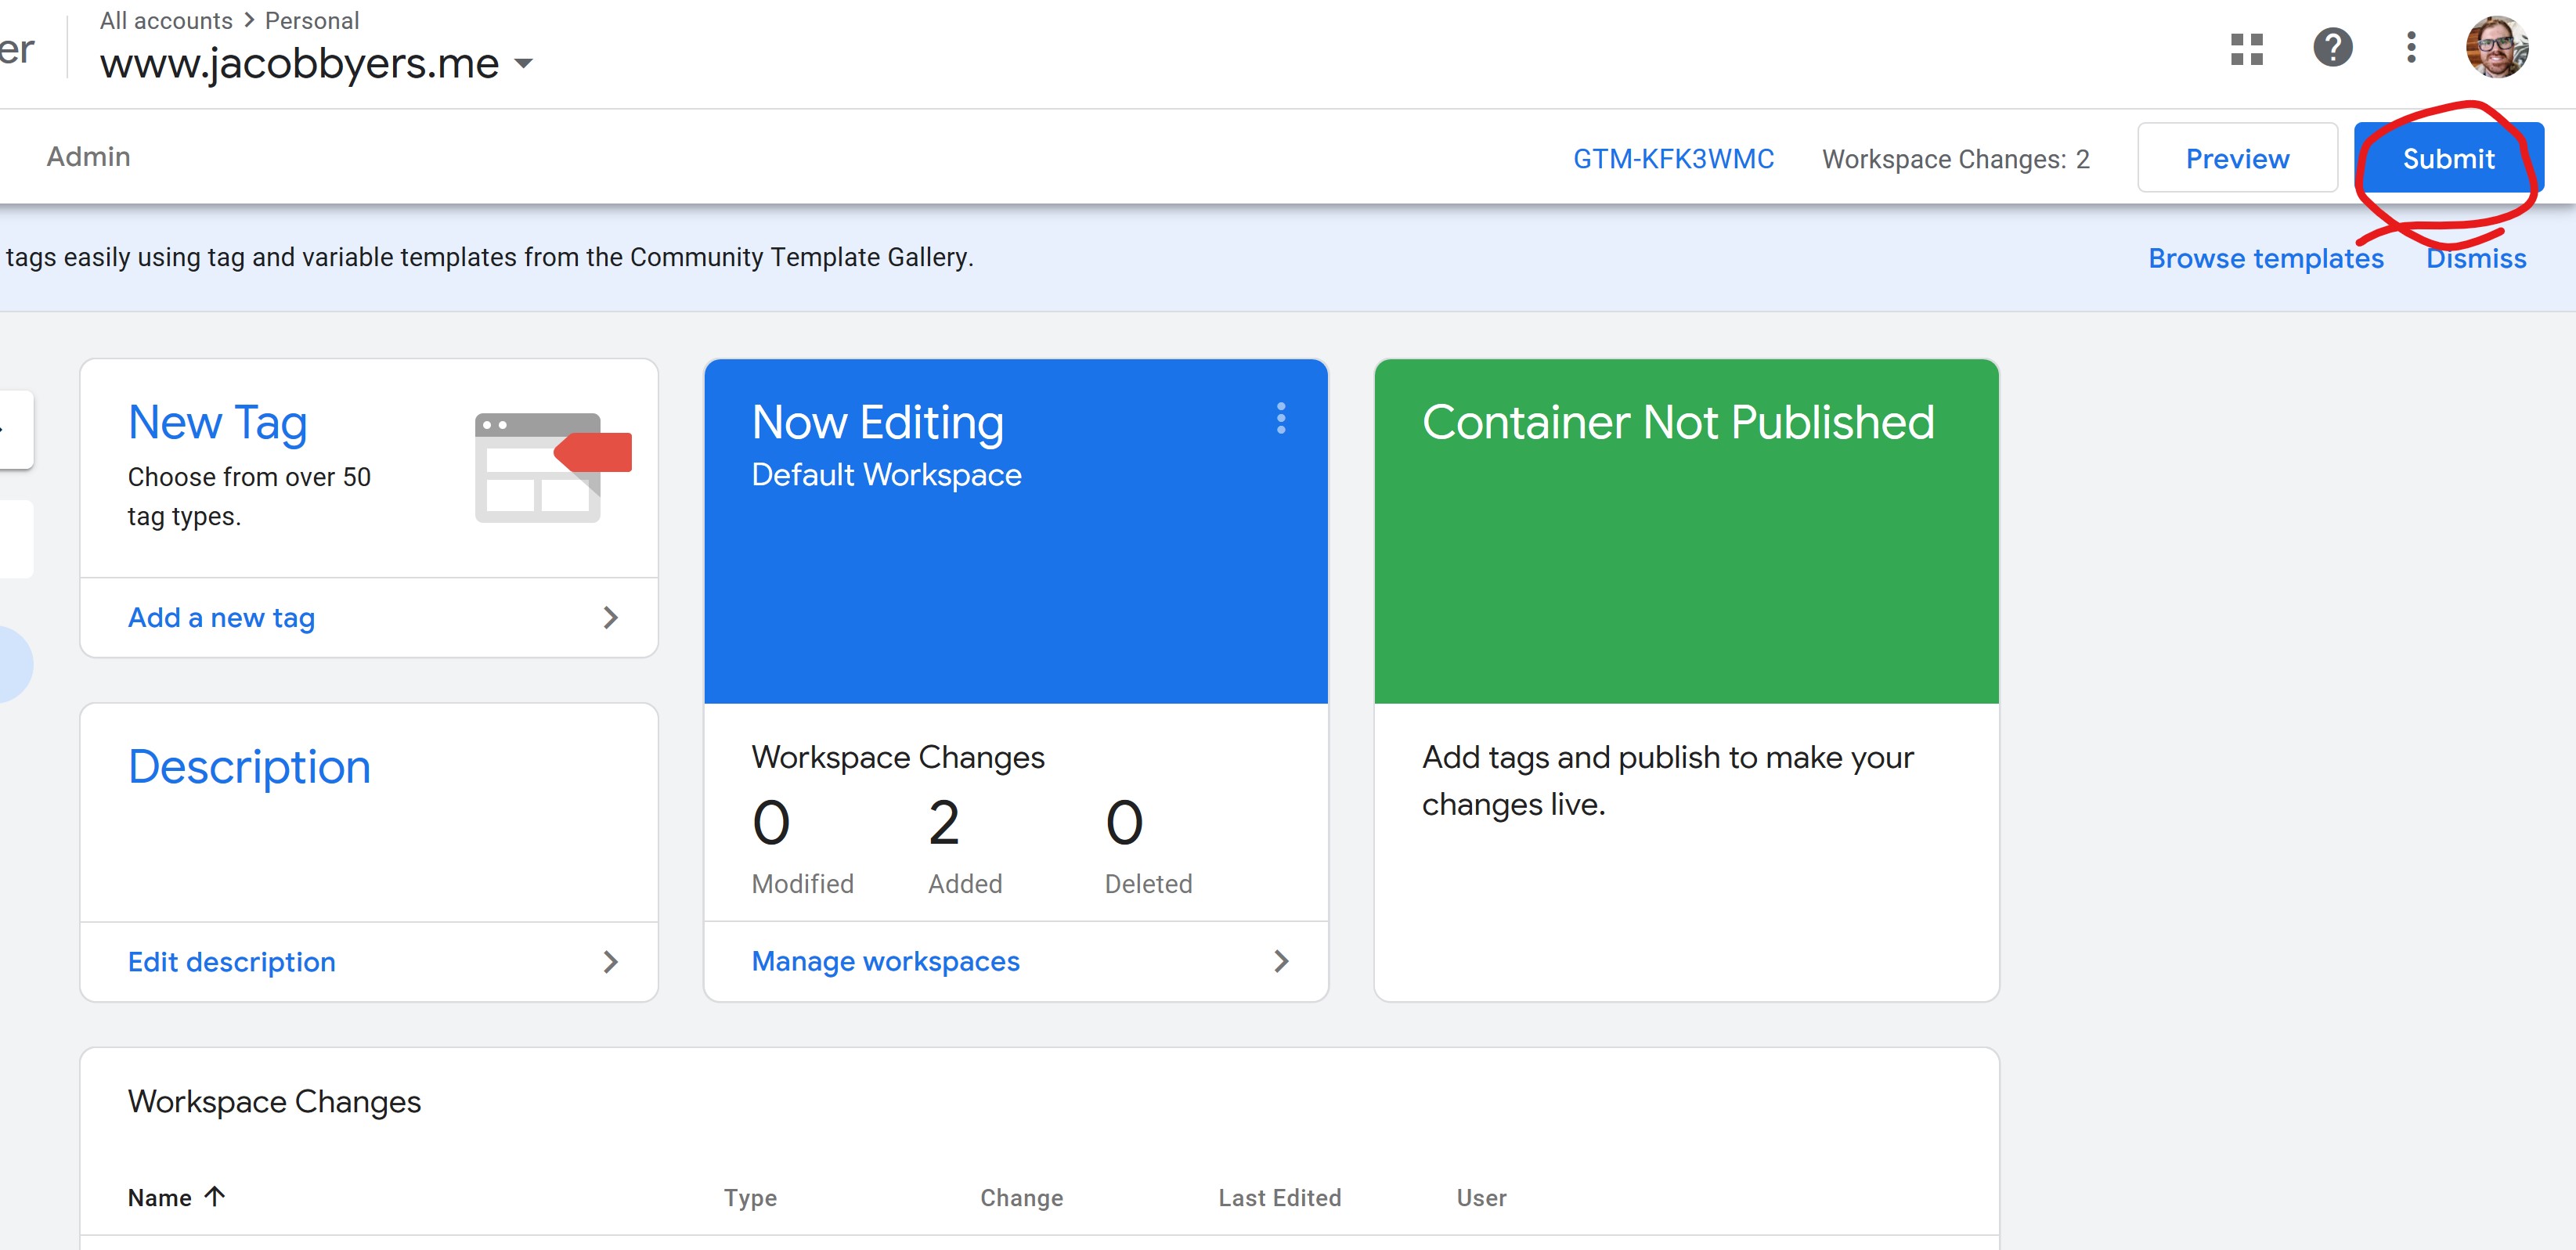 All accounts > Personal
er
www.jacobbyers.me
Admin
GTM-KFK3WMC
Workspace Changes: 2
Preview
Submit
tags easily using tag and variable templates from the Community Template Gallery.
Browse templates
Dismiss
New Tag
Choose from over 50
tag types.
Add a new tag
Description
Edit description
Now Editing
Default Workspace
Workspace Changes
0 2 0
Modified Added Deleted
Manage workspaces
Container Not Published
Add tags and publish to make your
changes live.
Workspace Changes
Name Type Change Last Edited User